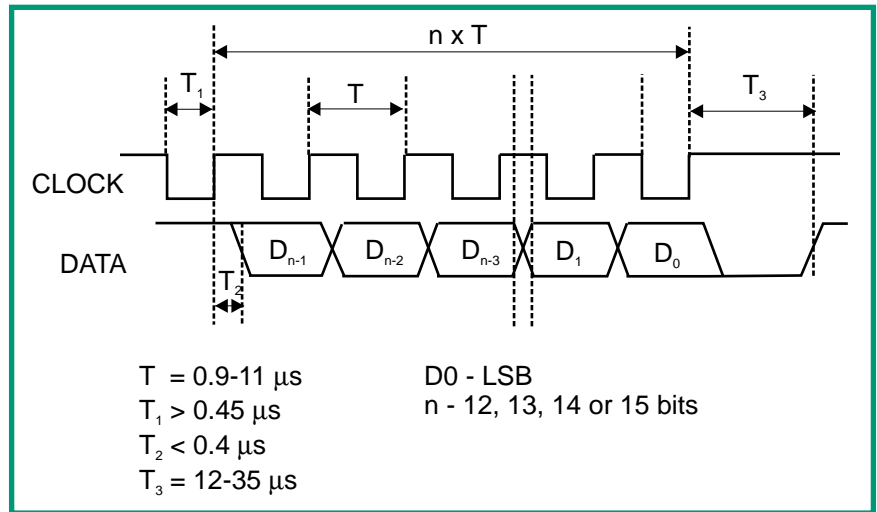 n x T
T₁
T
T₃
CLOCK
DATA
Dₙ₋₁
Dₙ₋₂
Dₙ₋₃
D₁
D₀
T₂
T = 0.9-11 µs
T₁ > 0.45 µs
T₂ < 0.4 µs
T₃ = 12-35 µs
D0 - LSB
n - 12, 13, 14 or 15 bits